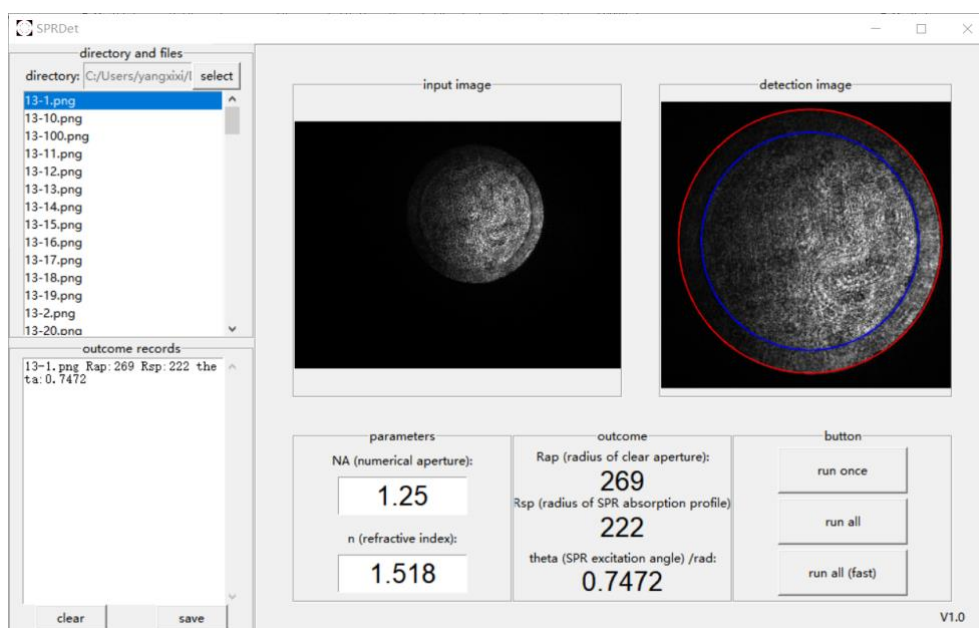 SPRDet
directory and files
directory: C:/Users/yangxixi/ select
13-1.png
13-10.png
13-100.png
13-11.png
13-12.png
13-13.png
13-14.png
13-15.png
13-16.png
13-17.png
13-18.png
13-19.png
13-2.png
13-20.png
outcome records
13-1.png Rap:269 Rsp:222 the
ta:0.7472
clear save
input image
detection image
parameters
NA (numerical aperture):
1.25
n (refractive index):
1.518
outcome
Rap (radius of clear aperture):
269
Rsp (radius of SPR absorption profile)
222
theta (SPR excitation angle) /rad:
0.7472
button
run once
run all
run all (fast)
V1.0